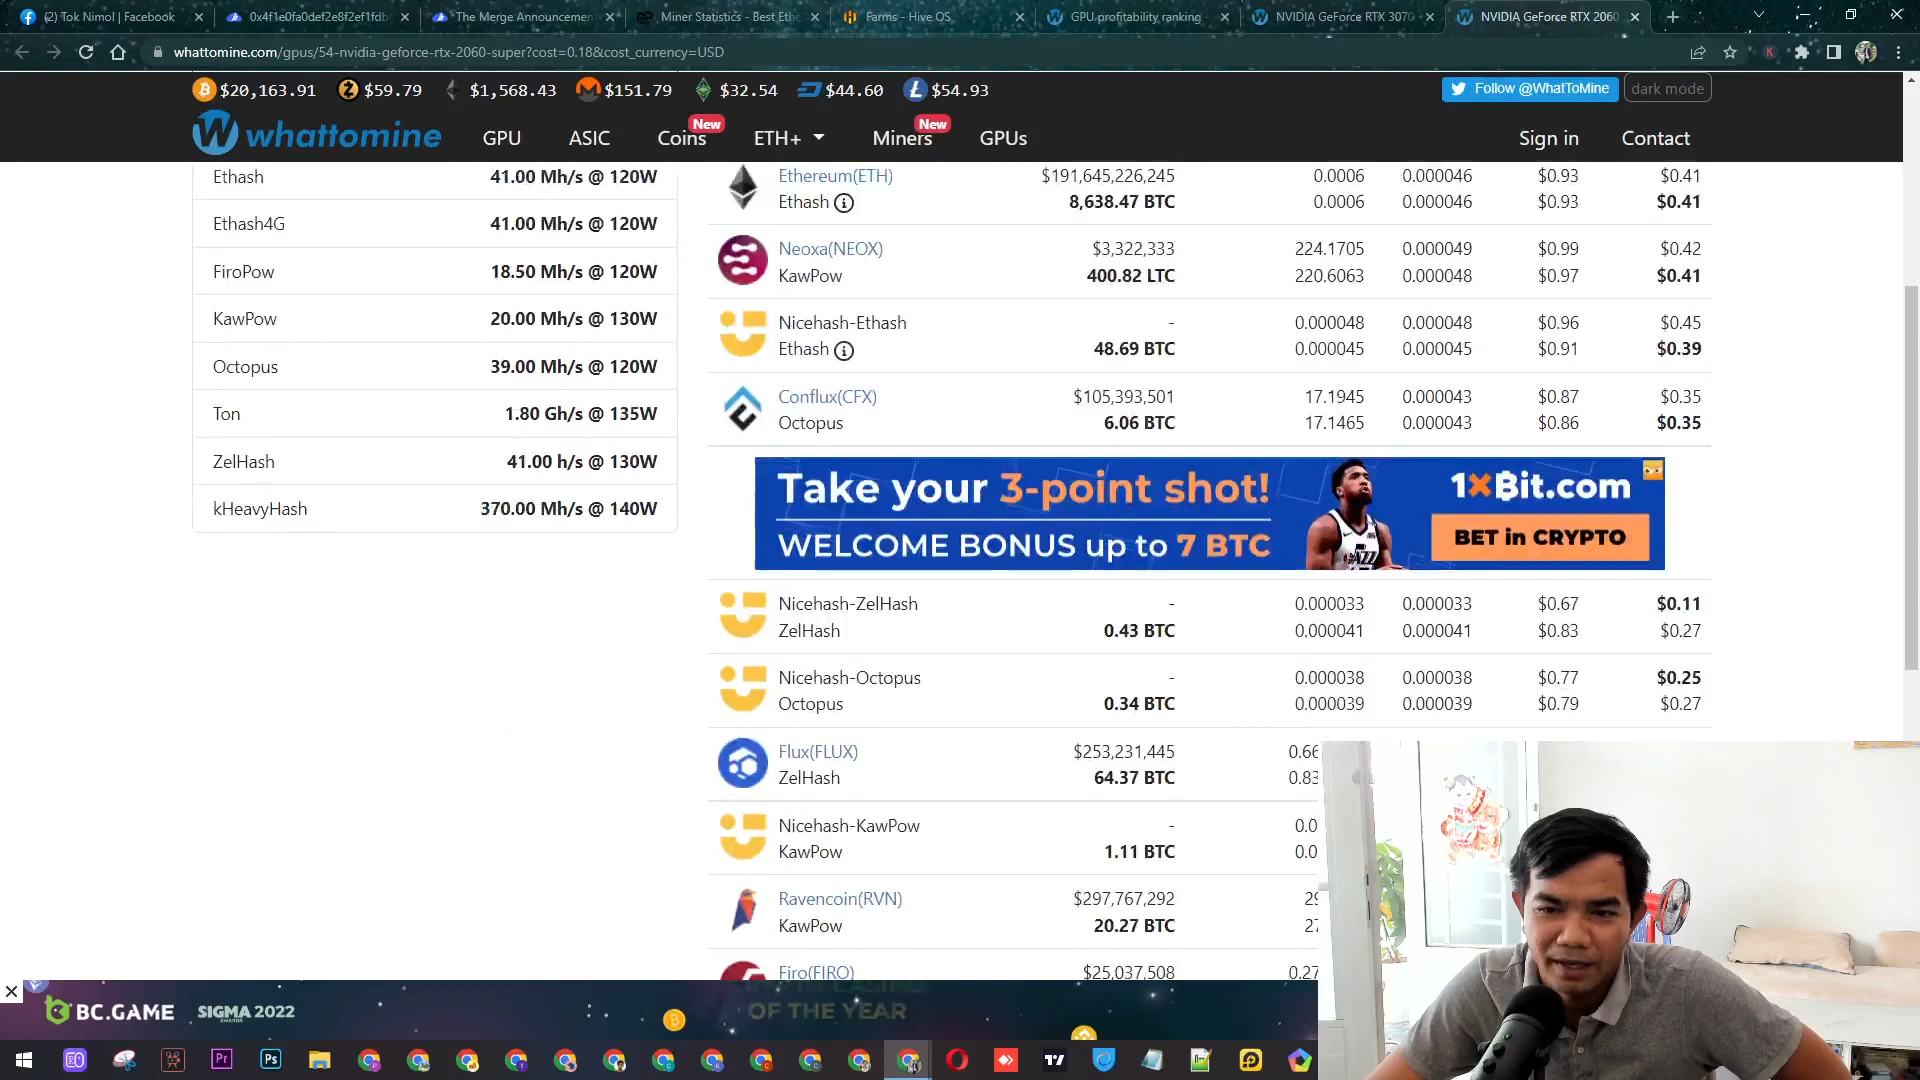 (2) Tok Nimol | Facebook
0x4f1e0fa0def2e8f2ef1fdb
The Merge Announcemen
Miner Statistics - Best Ethe
Farms - Hive OS
GPU profitability ranking
NVIDIA GeForce RTX 3070
NVIDIA GeForce RTX 2060
whattomine.com/gpus/54-nvidia-geforce-rtx-2060-super?cost=0.18&cost_currency=USD
$20,163.91 $59.79 $1,568.43 $151.79 $32.54 $44.60 $54.93
Follow @WhatToMine dark mode
whattomine GPU ASIC Coins New ETH+ Miners New GPUs Sign in Contact
Ethash 41.00 Mh/s @ 120W
Ethash4G 41.00 Mh/s @ 120W
FiroPow 18.50 Mh/s @ 120W
KawPow 20.00 Mh/s @ 130W
Octopus 39.00 Mh/s @ 120W
Ton 1.80 Gh/s @ 135W
ZelHash 41.00 h/s @ 130W
kHeavyHash 370.00 Mh/s @ 140W
Ethereum(ETH) $191,645,226,245 0.0006 0.000046 $0.93 $0.41
Ethash 8,638.47 BTC 0.0006 0.000046 $0.93 $0.41
Neoxa(NEOX) $3,322,333 224.1705 0.000049 $0.99 $0.42
KawPow 400.82 LTC 220.6063 0.000048 $0.97 $0.41
Nicehash-Ethash - 0.000048 0.000048 $0.96 $0.45
Ethash 48.69 BTC 0.000045 0.000045 $0.91 $0.39
Conflux(CFX) $105,393,501 17.1945 0.000043 $0.87 $0.35
Octopus 6.06 BTC 17.1465 0.000043 $0.86 $0.35
Take your 3-point shot!
WELCOME BONUS up to 7 BTC
1xBit.com
BET in CRYPTO
Nicehash-ZelHash - 0.000033 0.000033 $0.67 $0.11
ZelHash 0.43 BTC 0.000041 0.000041 $0.83 $0.27
Nicehash-Octopus - 0.000038 0.000038 $0.77 $0.25
Octopus 0.34 BTC 0.000039 0.000039 $0.79 $0.27
Flux(FLUX) $253,231,445 0.66
ZelHash 64.37 BTC 0.83
Nicehash-KawPow - 0.0
KawPow 1.11 BTC 0.0
Ravencoin(RVN) $297,767,292 29
KawPow 20.27 BTC 27
Firo(FIRO) $25,037,508 0.27
BC.GAME
SIGMA 2022
OF THE YEAR
Pr
Ps